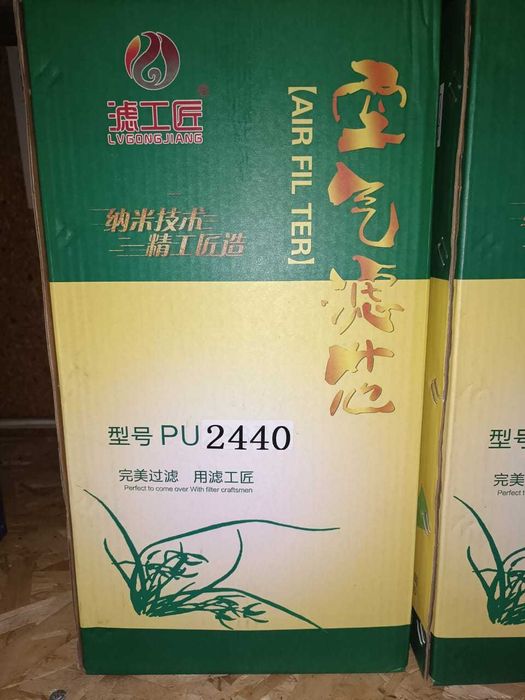 ®
滤工匠
LVGONGJIANG
空气滤芯
【AIR FIL TER】
纳米技术
精工匠造
型号 PU 2440
完美过滤 用滤工匠
Perfect to come over With filter craftsmen
型号
完美
Perfect t